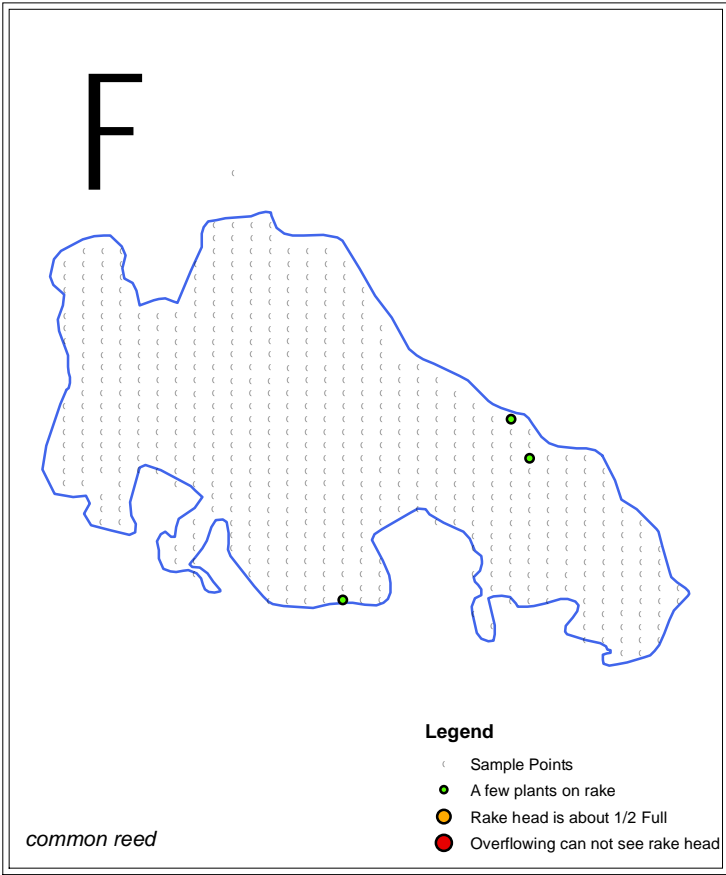 F
Legend
Sample Points
A few plants on rake
Rake head is about 1/2 Full
Overflowing can not see rake head
common reed